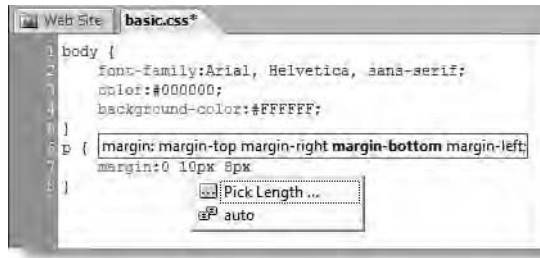 Web Site basic.css*
1 body {
2 font-family:Arial, Helvetica, sans-serif;
3 color:#000000;
4 background-color:#FFFFFF;
5 }
6 p { margin: margin-top margin-right margin-bottom margin-left;
7 margin:0 10px 8px
8 }
Pick Length ...
auto